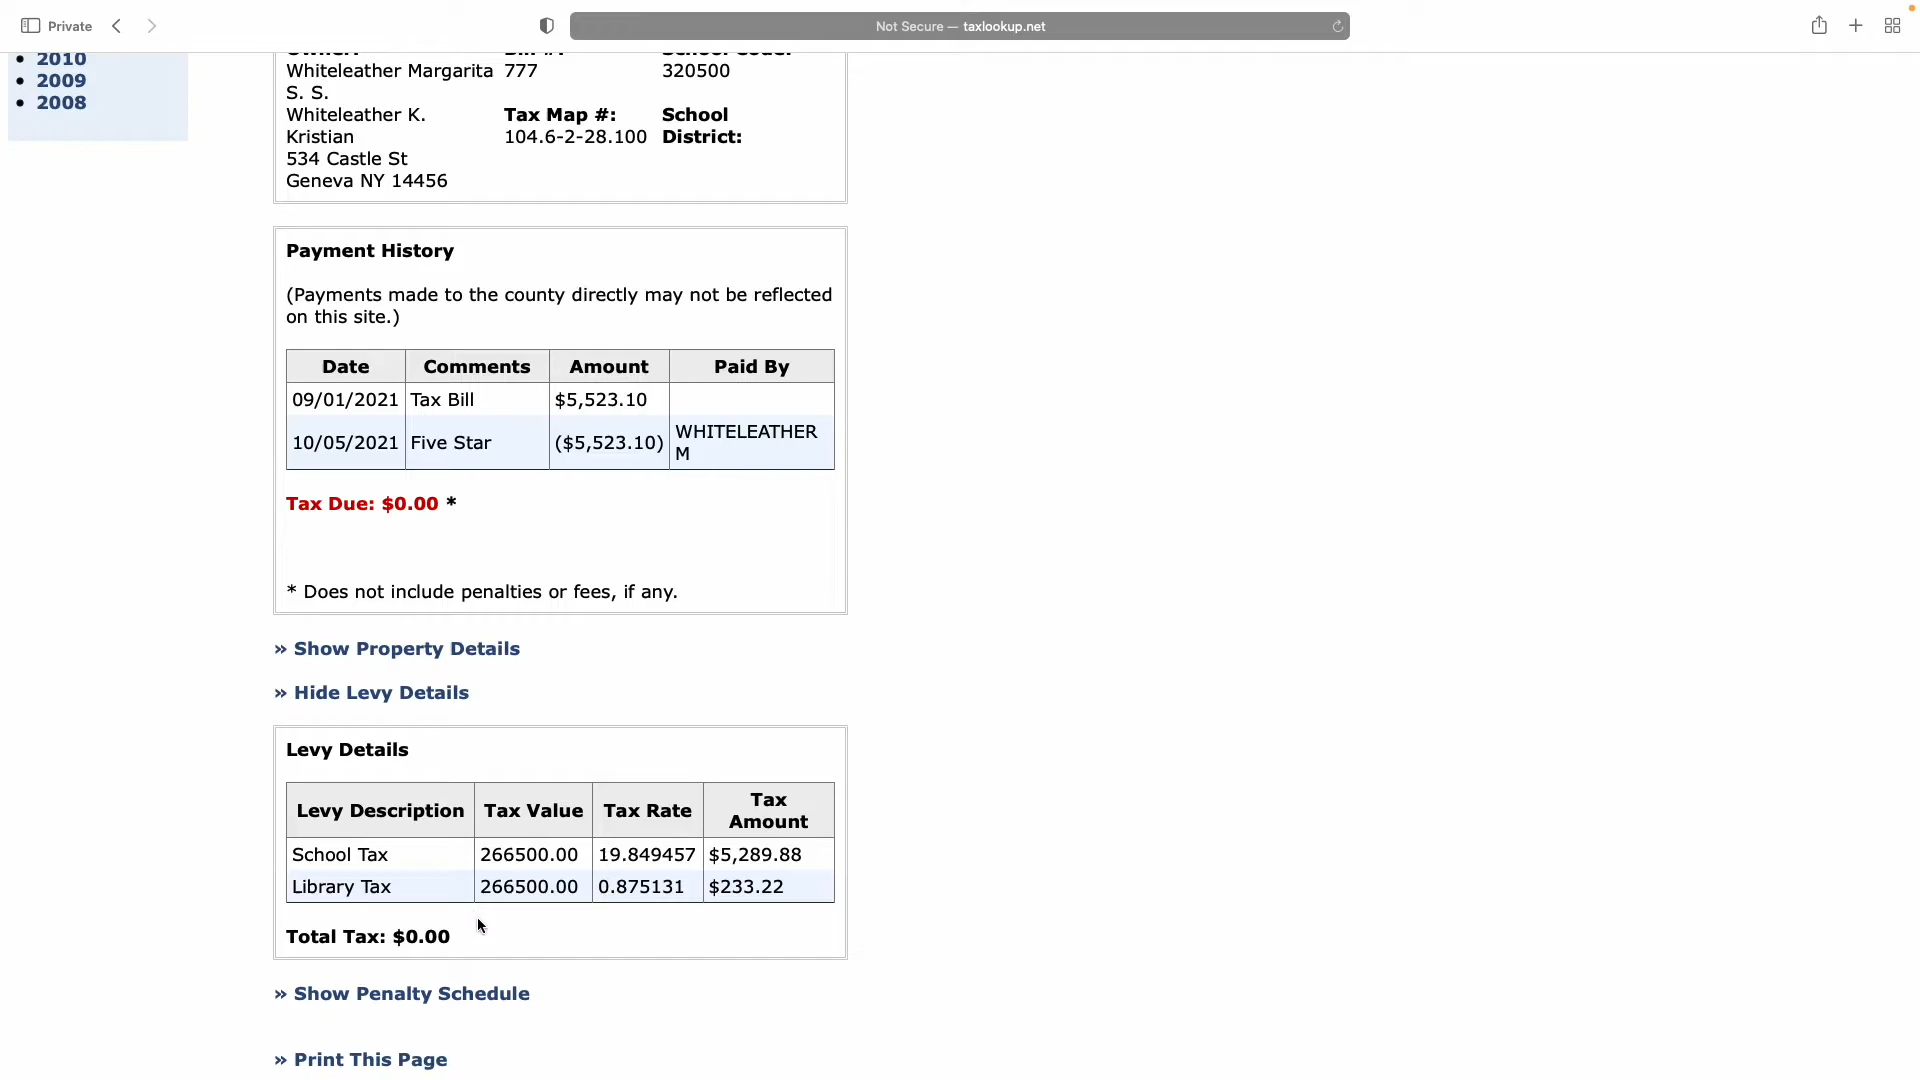 Private
Not Secure — taxlookup.net
2010
2009
2008
Owner: Bill #: School Code:
Whiteleather Margarita 777 320500
S. S.
Whiteleather K. Tax Map #: School
Kristian 104.6-2-28.100 District:
534 Castle St
Geneva NY 14456
Payment History
(Payments made to the county directly may not be reflected
on this site.)
Date Comments Amount Paid By
09/01/2021 Tax Bill $5,523.10
10/05/2021 Five Star ($5,523.10) WHITELEATHER
M
Tax Due: $0.00 *
* Does not include penalties or fees, if any.
» Show Property Details
» Hide Levy Details
Levy Details
Levy Description Tax Value Tax Rate Tax
Amount
School Tax 266500.00 19.849457 $5,289.88
Library Tax 266500.00 0.875131 $233.22
Total Tax: $0.00
» Show Penalty Schedule
» Print This Page